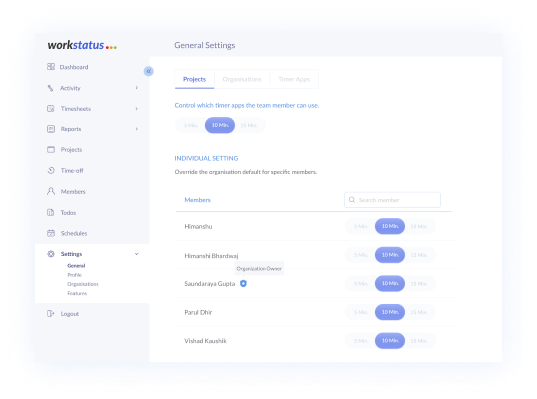 workstatus
General Settings
Dashboard
Activity
Timesheets
Reports
Projects
Time-off
Members
Todos
Schedules
Settings
General
Profile
Organisations
Features
Logout
Projects
Organisations
Timer Apps
Control which timer apps the team member can use.
5 Min. 10 Min. 15 Min.
INDIVIDUAL SETTING
Override the organisation default for specific members.
Members
Search member
Himanshu
5 Min. 10 Min. 15 Min.
Himanshi Bhardwaj
5 Min. 10 Min. 15 Min.
Organization Owner
Saundaraya Gupta
5 Min. 10 Min. 15 Min.
Parul Dhir
5 Min. 10 Min. 15 Min.
Vishad Kaushik
5 Min. 10 Min. 15 Min.